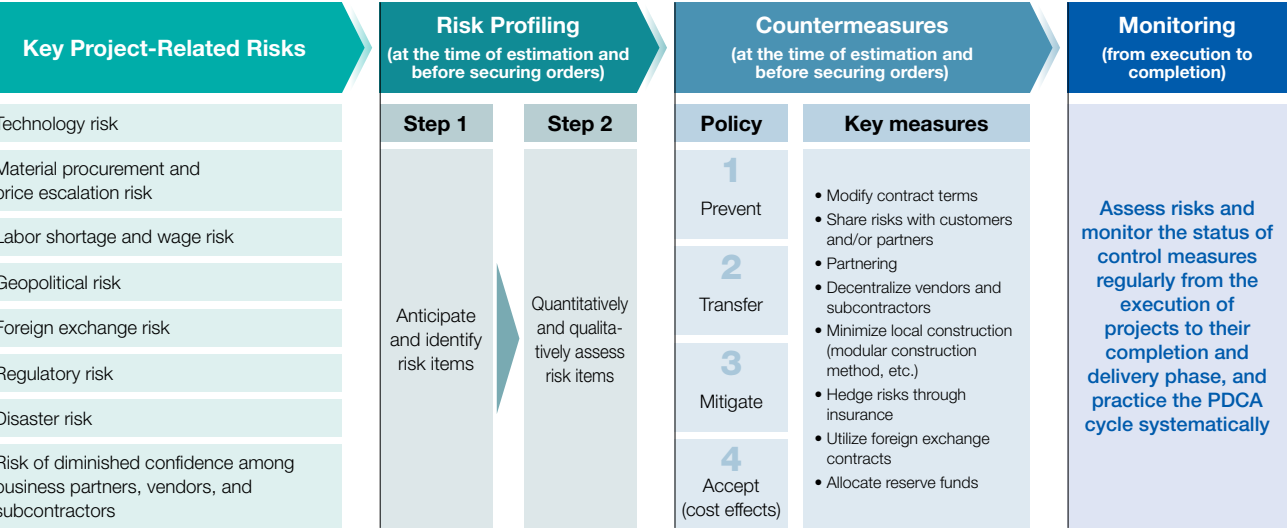 Key Project-Related Risks
Technology risk
Material procurement and
price escalation risk
Labor shortage and wage risk
Geopolitical risk
Foreign exchange risk
Regulatory risk
Disaster risk
Risk of diminished confidence among
business partners, vendors, and
subcontractors
Risk Profiling
(at the time of estimation and
before securing orders)
Step 1
Anticipate
and identify
risk items
Step 2
Quantitatively
and qualita-
tively assess
risk items
Countermeasures
(at the time of estimation and
before securing orders)
Policy
1
Prevent
2
Transfer
3
Mitigate
4
Accept
(cost effects)
Key measures
• Modify contract terms
• Share risks with customers
and/or partners
• Partnering
• Decentralize vendors and
subcontractors
• Minimize local construction
(modular construction
method, etc.)
• Hedge risks through
insurance
• Utilize foreign exchange
contracts
• Allocate reserve funds
Monitoring
(from execution to
completion)
Assess risks and
monitor the status of
control measures
regularly from the
execution of
projects to their
completion and
delivery phase, and
practice the PDCA
cycle systematically